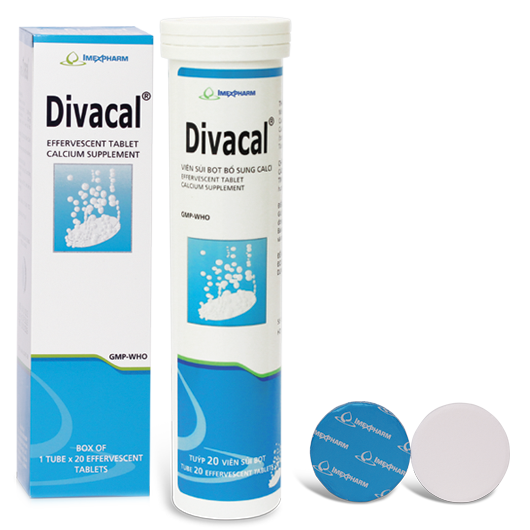 IMEXPHARM
Divacal®
EFFERVESCENT TABLET
CALCIUM SUPPLEMENT
GMP-WHO
BOX OF
1 TUBE x 20 EFFERVESCENT
TABLETS
IMEXPHARM
Divacal®
VIÊN SỦI BỌT BỔ SUNG CALCI
EFFERVESCENT TABLET
CALCIUM SUPPLEMENT
GMP-WHO
TUÝP 20 VIÊN SỦI BỌT
TUBE 20 EFFERVESCENT TABLETS
IMEXPHARM
IMEXPHARM